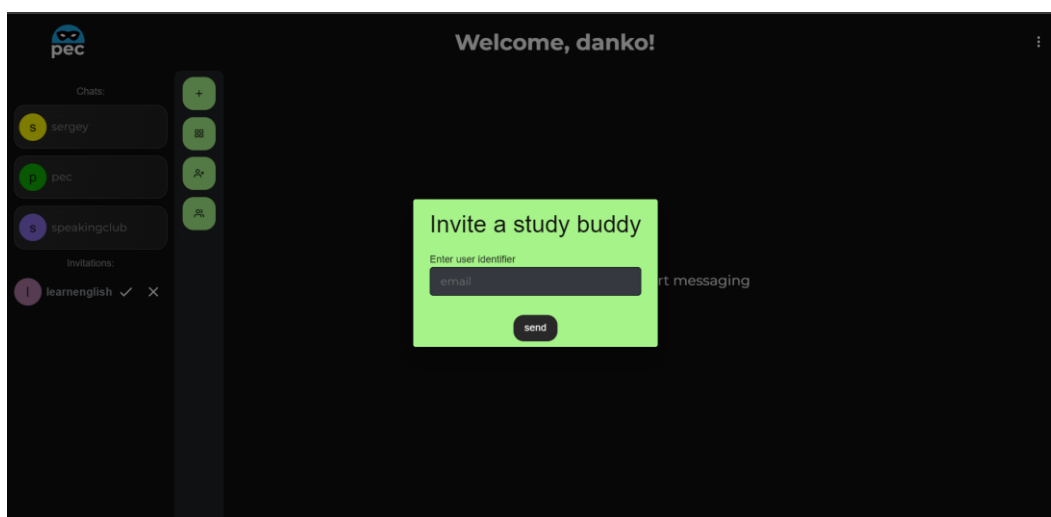 pec
Welcome, danko!
Chats:
s sergey
p pec
s speakingclub
Invitations:
l learnenglish
Invite a study buddy
Enter user identifier
email
rt messaging
send